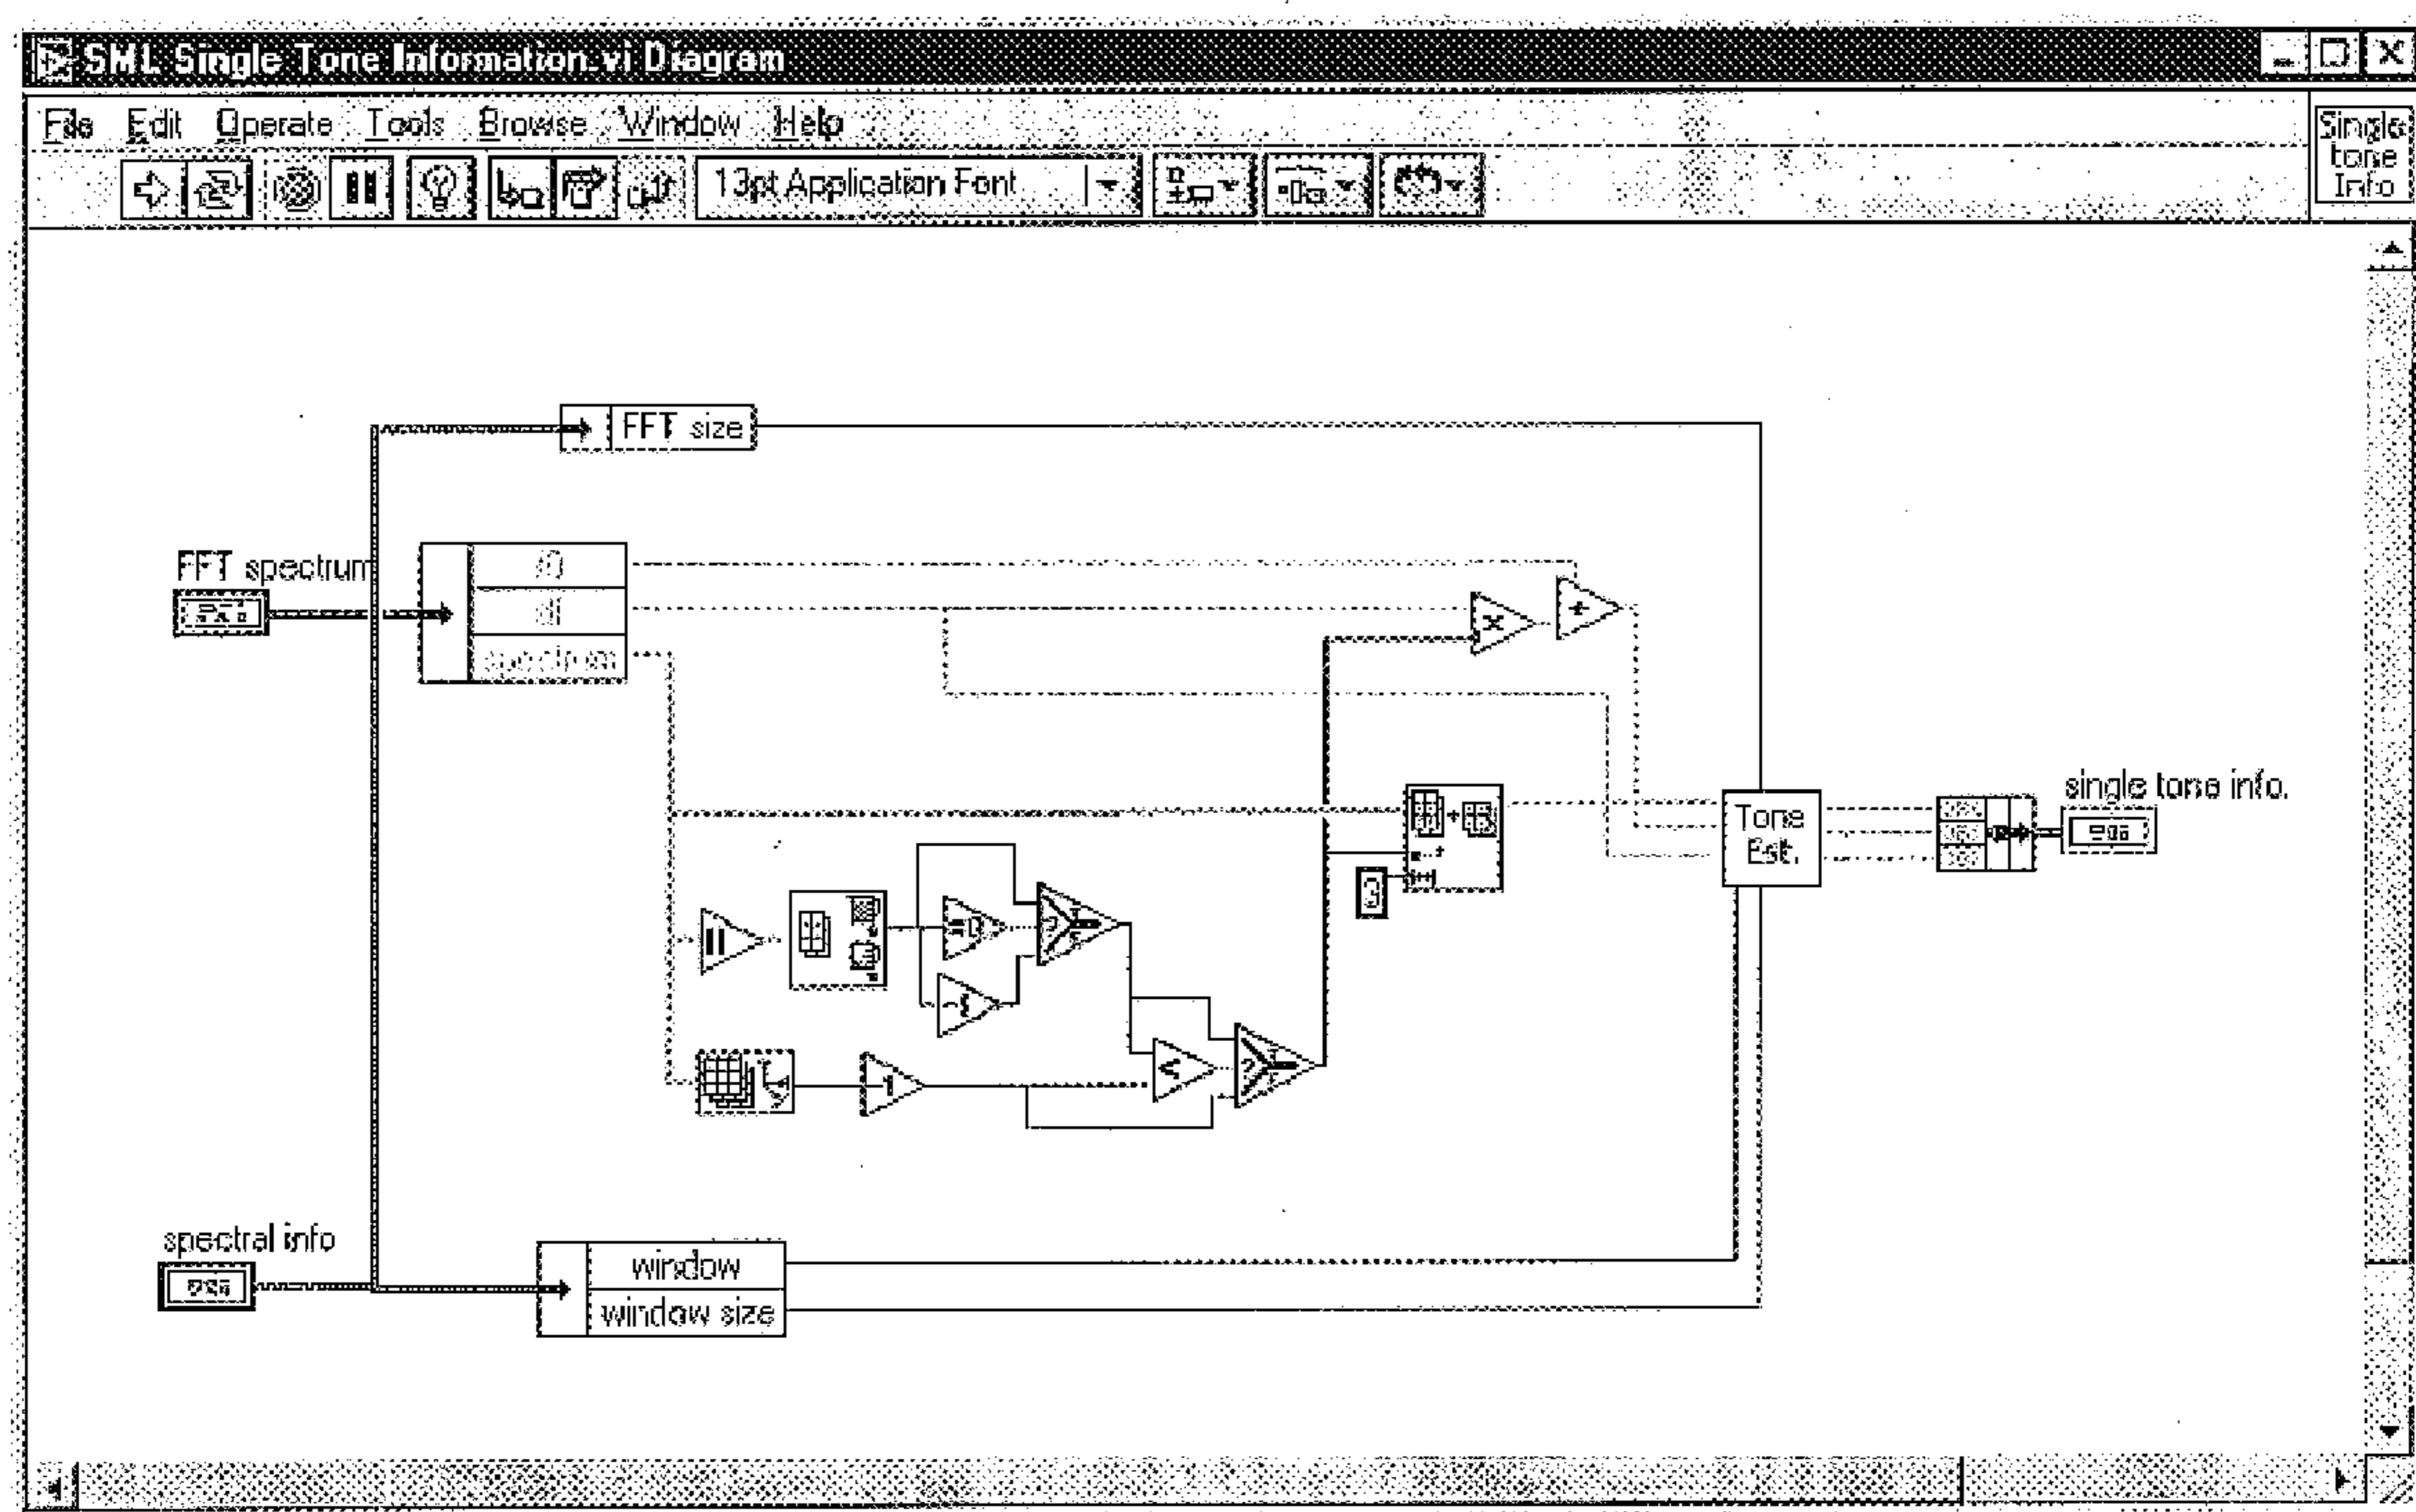 SML Single Tone Information.vi Diagram
File Edit Operate Tools Browse Window Help
Single
tone
Info
13pt Application Font
FFT size
FFT spectrum
f0
df
spectrum
single tone info.
Tone
Est.
3
spectral info
window
window size